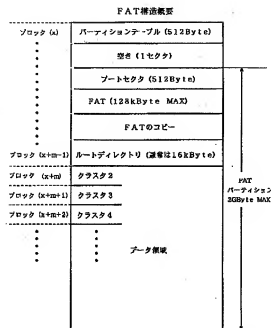 FAT構造概要
ブロック(x) パーティションテーブル(512Byte)
空き(1セクタ)
ブートセクタ(512Byte)
FAT(128kByte MAX)
FATのコピー
ブロック(x+m-1) ルートディレクトリ(通常は16kByte)
ブロック(x+m) クラスタ2
ブロック(x+m+1) クラスタ3
ブロック(x+m+2) クラスタ4
データ領域
FAT
パーティション
2GByte MAX